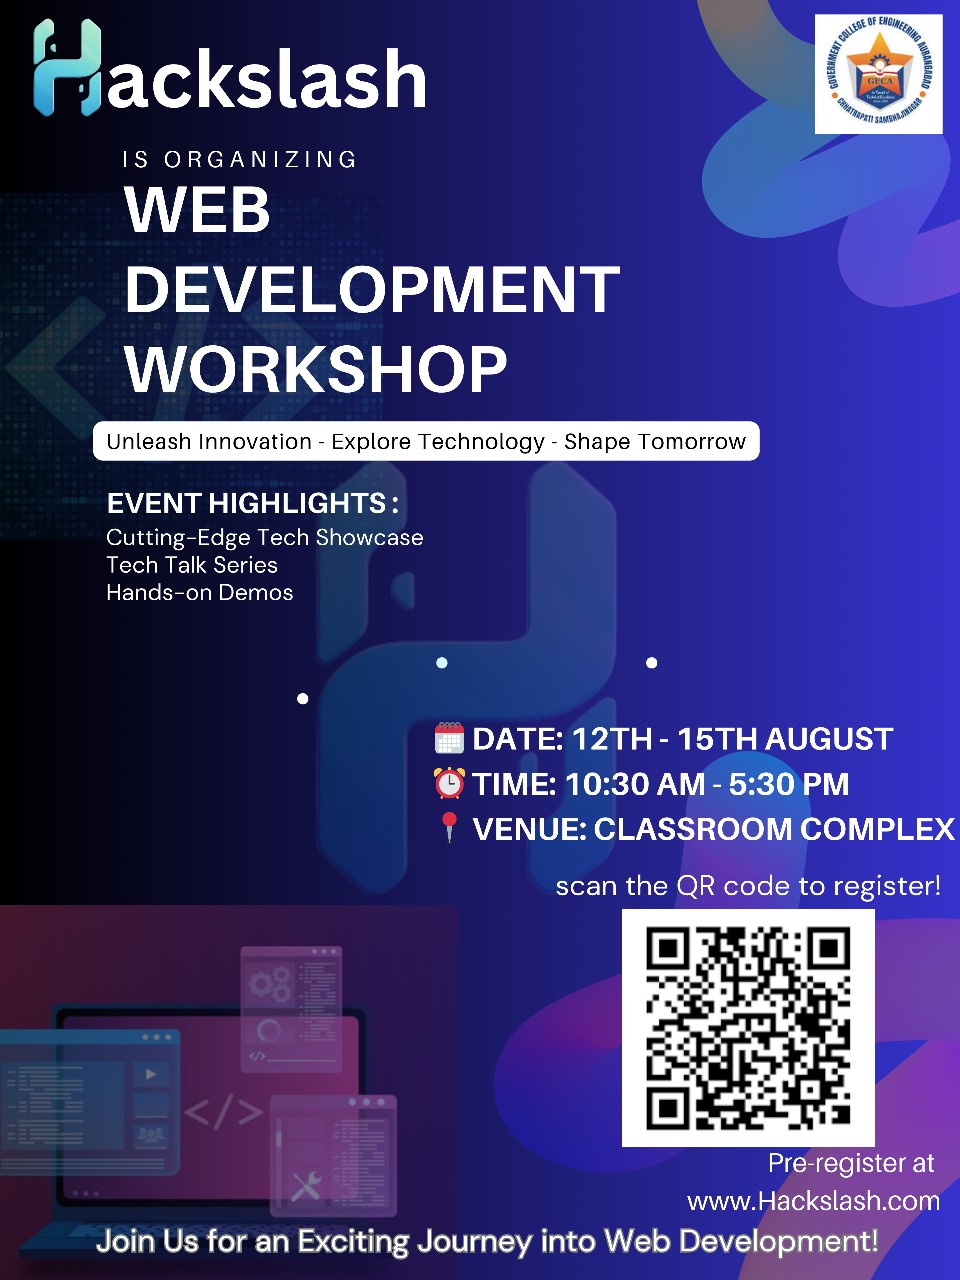 Hackslash
GOVERNMENT COLLEGE OF ENGINEERING AURANGABAD
CHHATRAPATI SAMBHAJINAGAR
GECA
IS ORGANIZING
WEB
DEVELOPMENT
WORKSHOP
Unleash Innovation - Explore Technology - Shape Tomorrow
EVENT HIGHLIGHTS :
Cutting-Edge Tech Showcase
Tech Talk Series
Hands-on Demos
DATE: 12TH - 15TH AUGUST
TIME: 10:30 AM - 5:30 PM
VENUE: CLASSROOM COMPLEX
scan the QR code to register!
</>
</>
Pre-register at
www.Hackslash.com
Join Us for an Exciting Journey into Web Development!